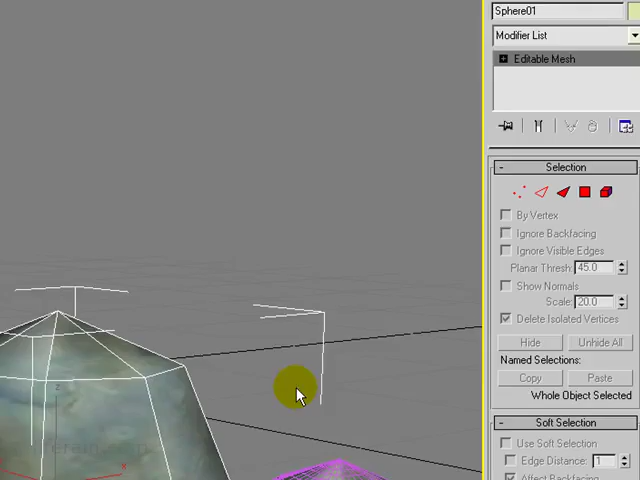 Sphere01
Modifier List
Editable Mesh
- Selection
By Vertex
Ignore Backfacing
Ignore Visible Edges
Planar Thresh: 45.0
Show Normals
Scale: 20.0
Delete Isolated Vertices
Hide Unhide All
Named Selections:
Copy Paste
Whole Object Selected
- Soft Selection
Use Soft Selection
Edge Distance: 1
Affect Backfacing
z
x